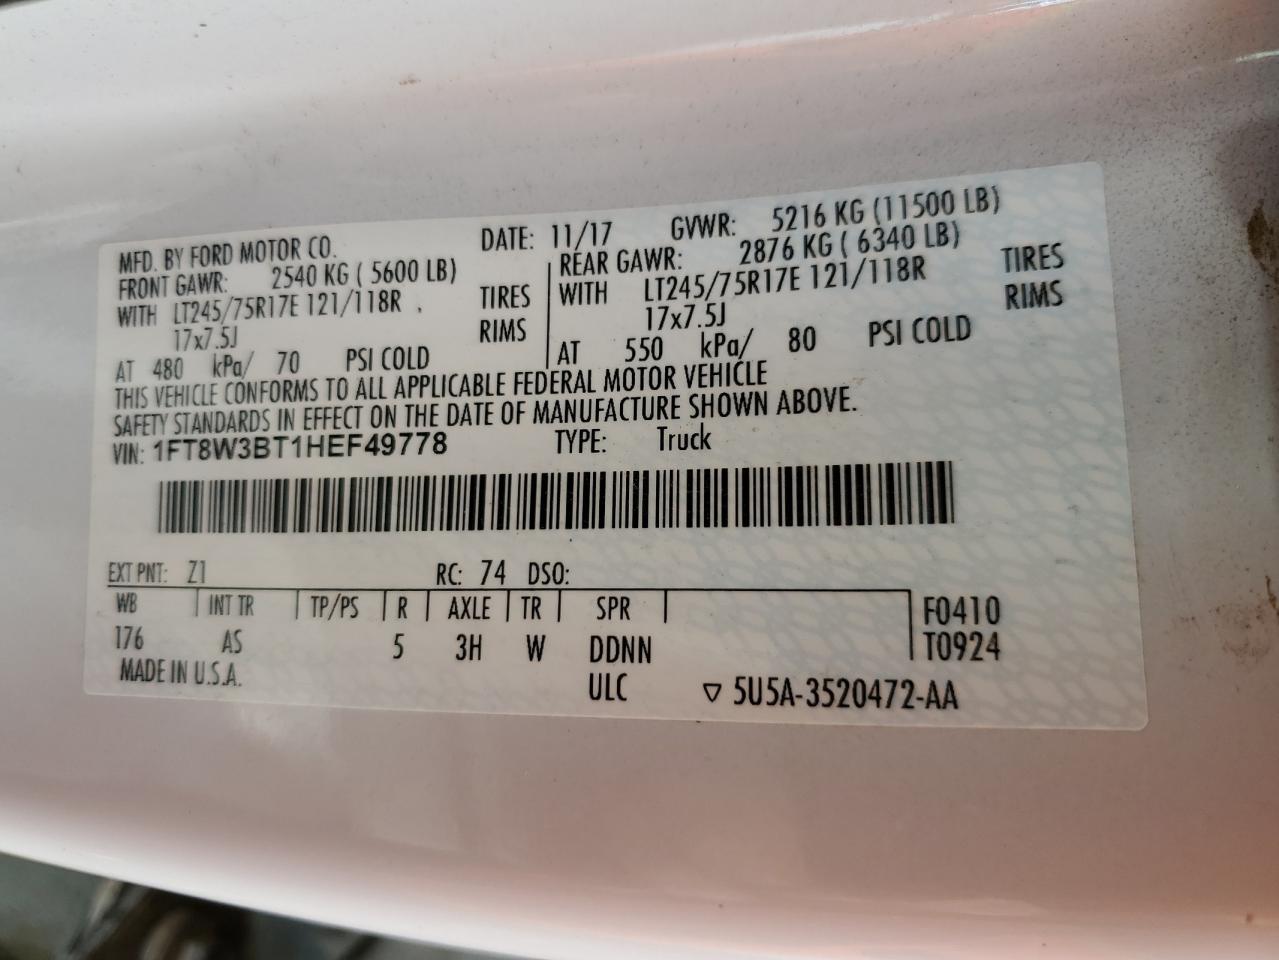 MFD. BY FORD MOTOR CO. DATE: 11/17 GVWR: 5216 KG (11500 LB)
FRONT GAWR: 2540 KG ( 5600 LB) REAR GAWR: 2876 KG ( 6340 LB)
WITH LT245/75R17E 121/118R , TIRES WITH LT245/75R17E 121/118R TIRES
17x7.5J RIMS 17x7.5J RIMS
AT 480 kPa/ 70 PSI COLD AT 550 kPa/ 80 PSI COLD
THIS VEHICLE CONFORMS TO ALL APPLICABLE FEDERAL MOTOR VEHICLE
SAFETY STANDARDS IN EFFECT ON THE DATE OF MANUFACTURE SHOWN ABOVE.
VIN: 1FT8W3BT1HEF49778 TYPE: Truck
EXT PNT: Z1 RC: 74 DSO:
WB INT TR TP/PS R AXLE TR SPR F0410
176 AS 5 3H W DDNN T0924
MADE IN U.S.A. ULC ▽ 5U5A-3520472-AA